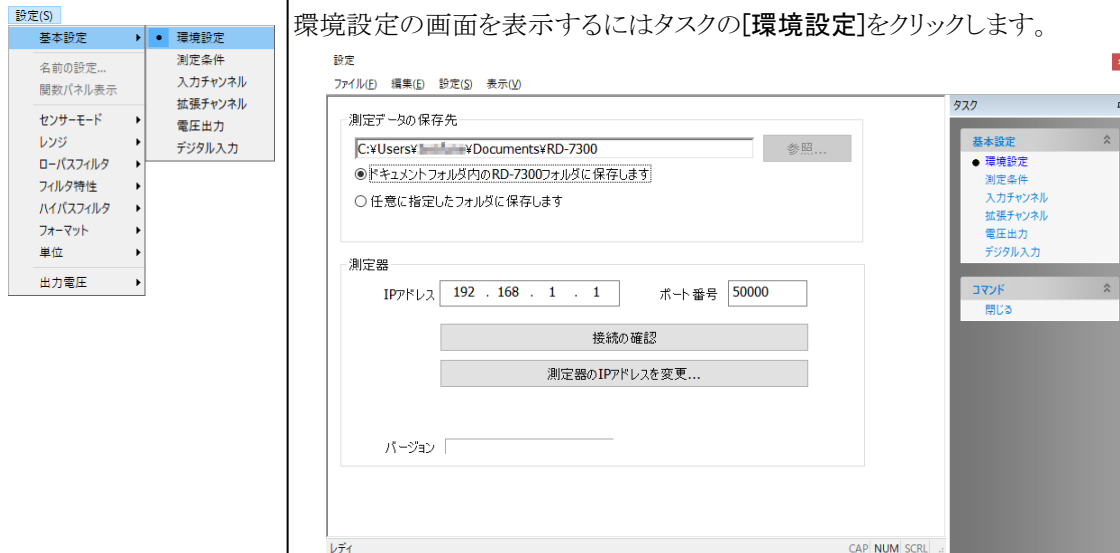 設定(S)
基本設定
環境設定
測定条件
入力チャンネル
拡張チャンネル
電圧出力
デジタル入力
名前の設定...
関数パネル表示
センサーモード
レンジ
ローパスフィルタ
フィルタ特性
ハイパスフィルタ
フォーマット
単位
出力電圧
環境設定の画面を表示するにはタスクの[環境設定]をクリックします。
設定
ファイル(F) 編集(E) 設定(S) 表示(V)
測定データの保存先
C:¥Users¥ ¥Documents¥RD-7300
参照...
ドキュメントフォルダ内のRD-7300フォルダに保存します
任意に指定したフォルダに保存します
測定器
IPアドレス 192 . 168 . 1 . 1 ポート番号 50000
接続の確認
測定器のIPアドレスを変更...
バージョン
レディ
CAP NUM SCRL
タスク
基本設定
環境設定
測定条件
入力チャンネル
拡張チャンネル
電圧出力
デジタル入力
コマンド
閉じる